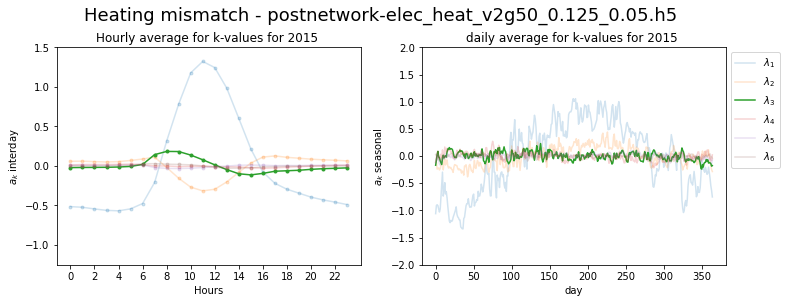 Heating mismatch - postnetwork-elec_heat_v2g50_0.125_0.05.h5
Hourly average for k-values for 2015
1.5
1.0
0.5
0.0
−0.5
−1.0
a_k interday
0 2 4 6 8 10 12 14 16 18 20 22
Hours
daily average for k-values for 2015
2.0
1.5
1.0
0.5
0.0
−0.5
−1.0
−1.5
−2.0
a_k seasonal
0 50 100 150 200 250 300 350
day
λ₁
λ₂
λ₃
λ₄
λ₅
λ₆